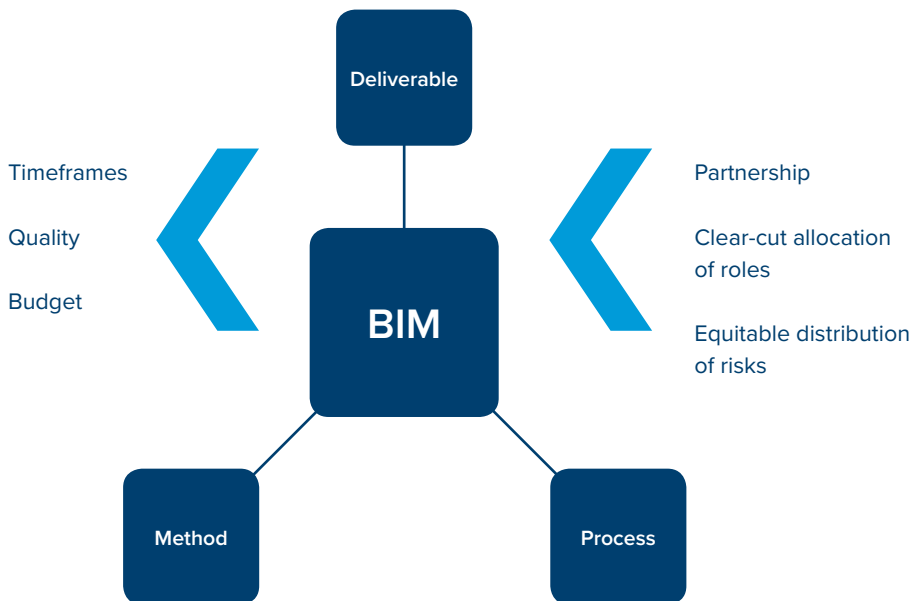 Deliverable
Timeframes
Quality
Budget
BIM
Partnership
Clear-cut allocation
of roles
Equitable distribution
of risks
Method
Process